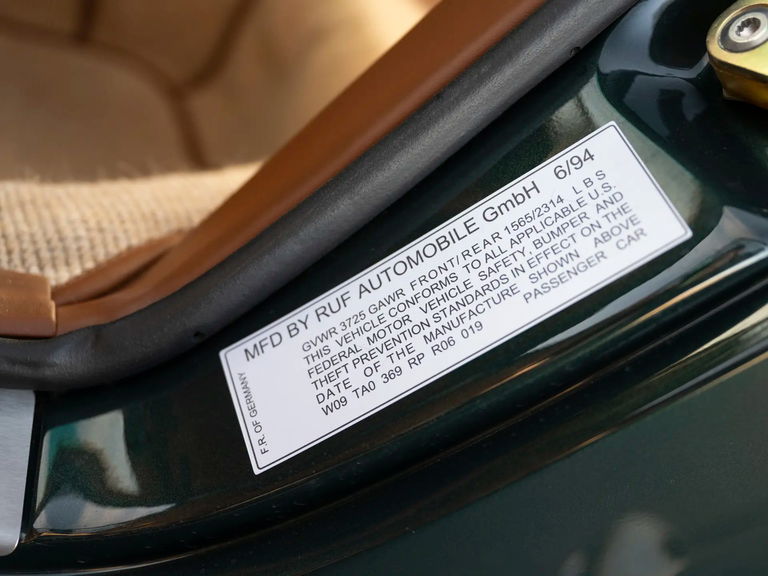 MFD BY RUF AUTOMOBILE GmbH 6/94
GVWR 3725 GAWR FRONT/REAR 1565/2314 LBS
THIS VEHICLE CONFORMS TO ALL APPLICABLE U.S.
FEDERAL MOTOR VEHICLE SAFETY, BUMPER AND
THEFT PREVENTION STANDARDS IN EFFECT ON THE
DATE OF THE MANUFACTURE SHOWN ABOVE
W09 TA0 369 RP R06 019 PASSENGER CAR
F.R. OF GERMANY